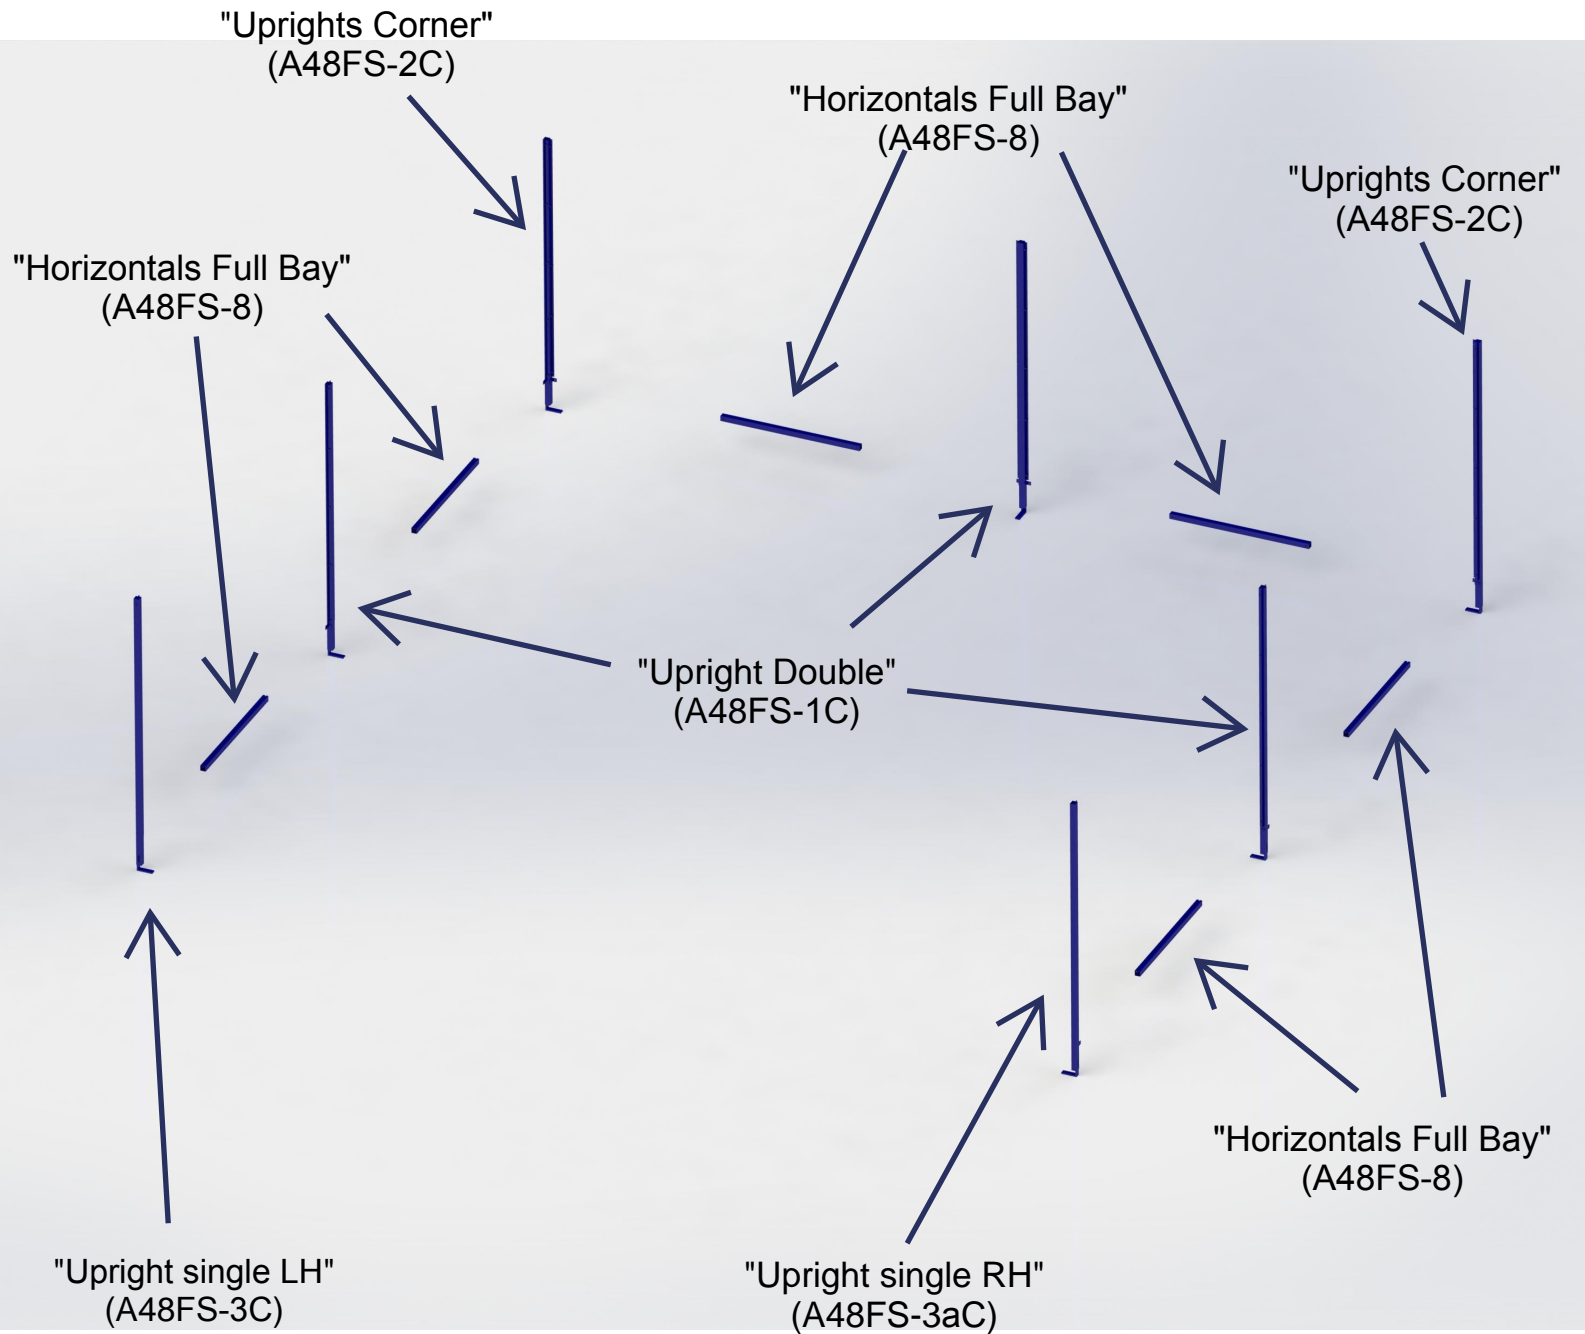 "Uprights Corner"
(A48FS-2C)
"Horizontals Full Bay"
(A48FS-8)
"Uprights Corner"
(A48FS-2C)
"Horizontals Full Bay"
(A48FS-8)
"Upright Double"
(A48FS-1C)
"Horizontals Full Bay"
(A48FS-8)
"Upright single LH"
(A48FS-3C)
"Upright single RH"
(A48FS-3aC)